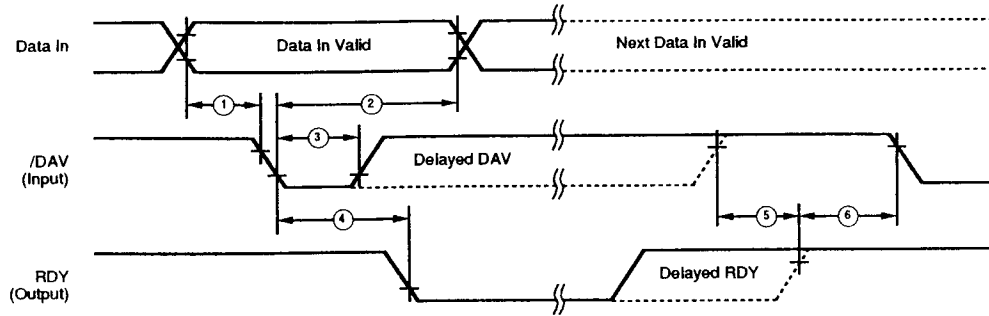 Data In
Data In Valid
Next Data In Valid
1
2
3
/DAV
(Input)
Delayed DAV
4
5
6
RDY
(Output)
Delayed RDY